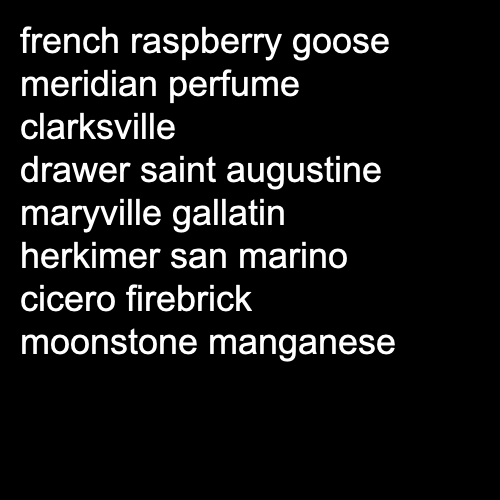 french raspberry goose
meridian perfume
clarksville
drawer saint augustine
maryville gallatin
herkimer san marino
cicero firebrick
moonstone manganese